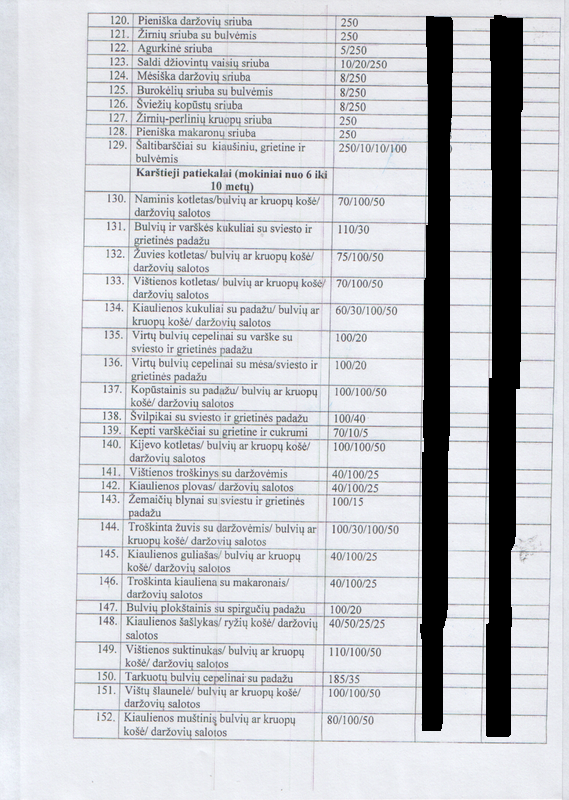 120. Pieniška daržovių sriuba 250
121. Žirnių sriuba su bulvėmis 250
122. Agurkinė sriuba 5/250
123. Saldi džiovintų vaisių sriuba 10/20/250
124. Mėsiška daržovių sriuba 8/250
125. Burokėlių sriuba su bulvėmis 8/250
126. Šviežių kopūstų sriuba 8/250
127. Žirnių-perlinių kruopų sriuba 250
128. Pieniška makaronų sriuba 250
129. Šaltibarščiai su kiaušiniu, grietine ir 250/10/10/100
bulvėmis
Karštieji patiekalai (mokiniai nuo 6 iki
10 metų)
130. Naminis kotletas/bulvių ar kruopų košė/ 70/100/50
daržovių salotos
131. Bulvių ir varškės kukuliai su sviesto ir 110/30
grietinės padažu
132. Žuvies kotletas/ bulvių ar kruopų košė/ 75/100/50
daržovių salotos
133. Vištienos kotletas/ bulvių ar kruopų košė/ 70/100/50
daržovių salotos
134. Kiaulienos kukuliai su padažu/ bulvių ar 60/30/100/50
kruopų košė/ daržovių salotos
135. Virtų bulvių cepelinai su varške su 100/20
sviesto ir grietinės padažu
136. Virtų bulvių cepelinai su mėsa/sviesto ir 100/20
grietinės padažu
137. Kopūstainis su padažu/ bulvių ar kruopų 100/100/50
košė/ daržovių salotos
138. Švilpikai su sviesto ir grietinės padažu 100/40
139. Kepti varškėčiai su grietine ir cukrumi 70/10/5
140. Kijevo kotletas/ bulvių ar kruopų košė/ 100/100/50
daržovių salotos
141. Vištienos troškinys su daržovėmis 40/100/25
142. Kiaulienos plovas/ daržovių salotos 40/100/25
143. Žemaičių blynai su sviestu ir grietinės 100/15
padažu
144. Troškinta žuvis su daržovėmis/ bulvių ar 100/30/100/50
kruopų košė/ daržovių salotos
145. Kiaulienos guliašas/ bulvių ar kruopų 40/100/25
košė/ daržovių salotos
146. Troškinta kiauliena su makaronais/ 40/100/25
daržovių salotos
147. Bulvių plokštainis su spirgučių padažu 100/20
148. Kiaulienos šašlykas/ ryžių košė/ daržovių 40/50/25/25
salotos
149. Vištienos suktinukas/ bulvių ar kruopų 110/100/50
košė/ daržovių salotos
150. Tarkuotų bulvių cepelinai su padažu 185/35
151. Vištų šlaunelė/ bulvių ar kruopų košė/ 100/100/50
daržovių salotos
152. Kiaulienos muštinis bulvių ar kruopų 80/100/50
košė/ daržovių salotos